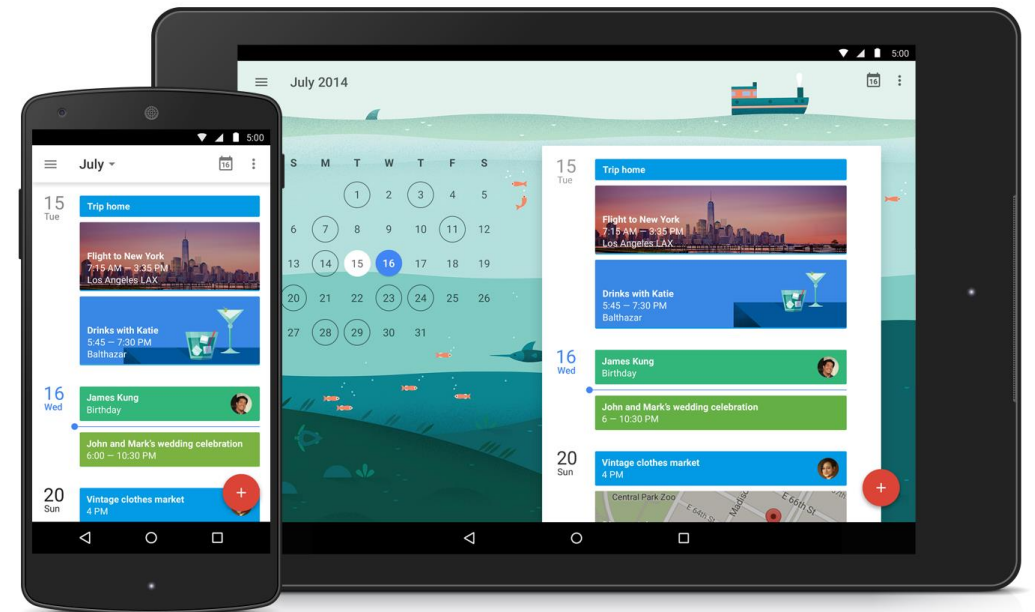 5:00
July
16
15
Tue
Trip home
Flight to New York
7:15 AM – 3:35 PM
Los Angeles LAX
Drinks with Katie
5:45 – 7:30 PM
Balthazar
16
Wed
James Kung
Birthday
John and Mark's wedding celebration
6:00 – 10:30 PM
20
Sun
Vintage clothes market
4 PM
+
5:00
July 2014
16
S M T W T F S
1 2 3 4 5
6 7 8 9 10 11 12
13 14 15 16 17 18 19
20 21 22 23 24 25 26
27 28 29 30 31
15
Tue
Trip home
Flight to New York
7:15 AM – 3:35 PM
Los Angeles LAX
Drinks with Katie
5:45 – 7:30 PM
Balthazar
16
Wed
James Kung
Birthday
John and Mark's wedding celebration
6 – 10:30 PM
20
Sun
Vintage clothes market
4 PM
+
Central Park Zoo
E 64th St
E 66th St